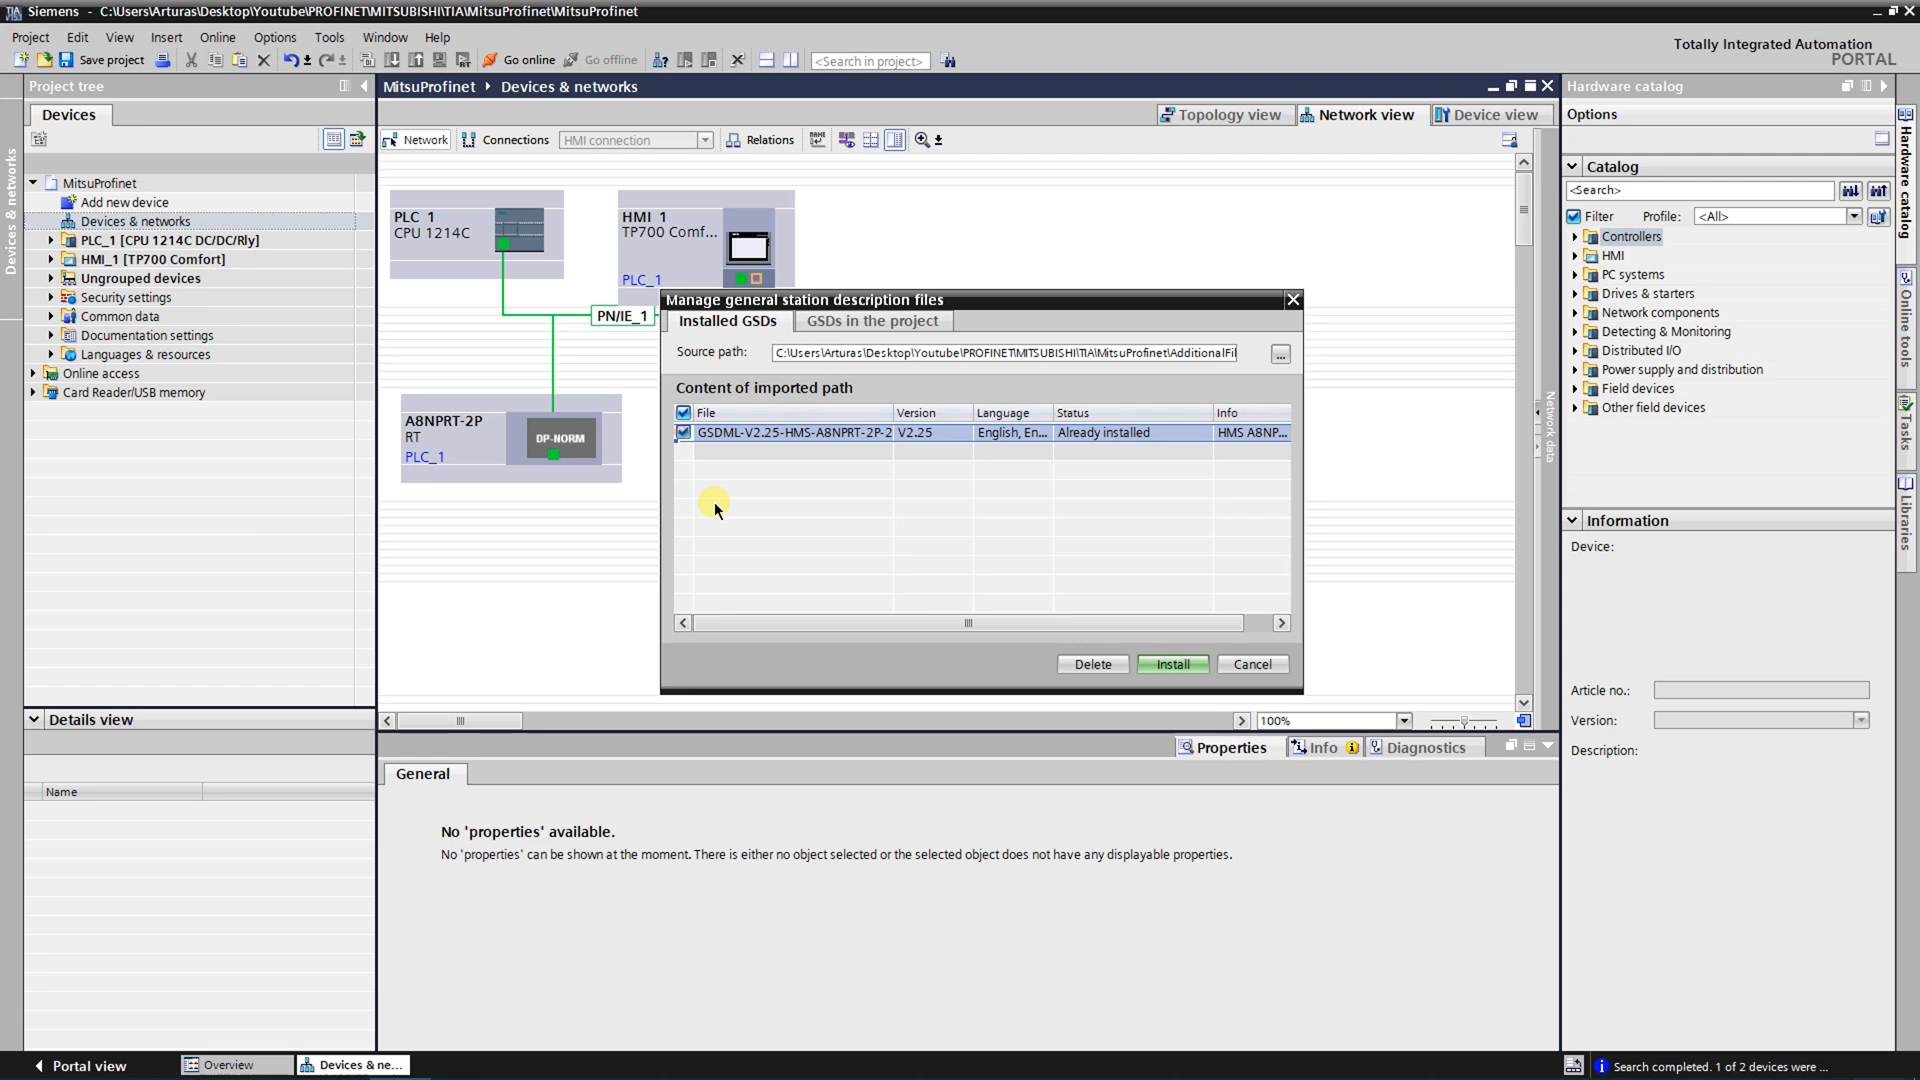 Siemens - C:\Users\Arturas\Desktop\Youtube\PROFINET\MITSUBISHI\TIA\MitsuProfinet\MitsuProfinet
Project Edit View Insert Online Options Tools Window Help
Totally Integrated Automation
PORTAL
Save project
Go online
Go offline
<Search in project>
Project tree
Devices
Devices & networks
MitsuProfinet
Add new device
Devices & networks
PLC_1 [CPU 1214C DC/DC/Rly]
HMI_1 [TP700 Comfort]
Ungrouped devices
Security settings
Common data
Documentation settings
Languages & resources
Online access
Card Reader/USB memory
Details view
Name
MitsuProfinet Devices & networks
Topology view
Network view
Device view
Network
Connections
HMI connection
Relations
PLC_1
CPU 1214C
HMI_1
TP700 Comf...
PLC_1
PN/IE_1
A8NPRT-2P
RT
PLC_1
DP-NORM
Manage general station description files
Installed GSDs
GSDs in the project
Source path:
C:\Users\Arturas\Desktop\Youtube\PROFINET\MITSUBISHI\TIA\MitsuProfinet\AdditionalFil
...
Content of imported path
File Version Language Status Info
GSDML-V2.25-HMS-A8NPRT-2P-2 V2.25 English, En... Already installed HMS A8NP...
Delete
Install
Cancel
100%
Network data
Properties
Info
Diagnostics
General
No 'properties' available.
No 'properties' can be shown at the moment. There is either no object selected or the selected object does not have any displayable properties.
Hardware catalog
Options
Catalog
<Search>
Filter
Profile:
<All>
Controllers
HMI
PC systems
Drives & starters
Network components
Detecting & Monitoring
Distributed I/O
Power supply and distribution
Field devices
Other field devices
Information
Device:
Article no.:
Version:
Description:
Hardware catalog
Online tools
Tasks
Libraries
Portal view
Overview
Devices & ne...
Search completed. 1 of 2 devices were ...